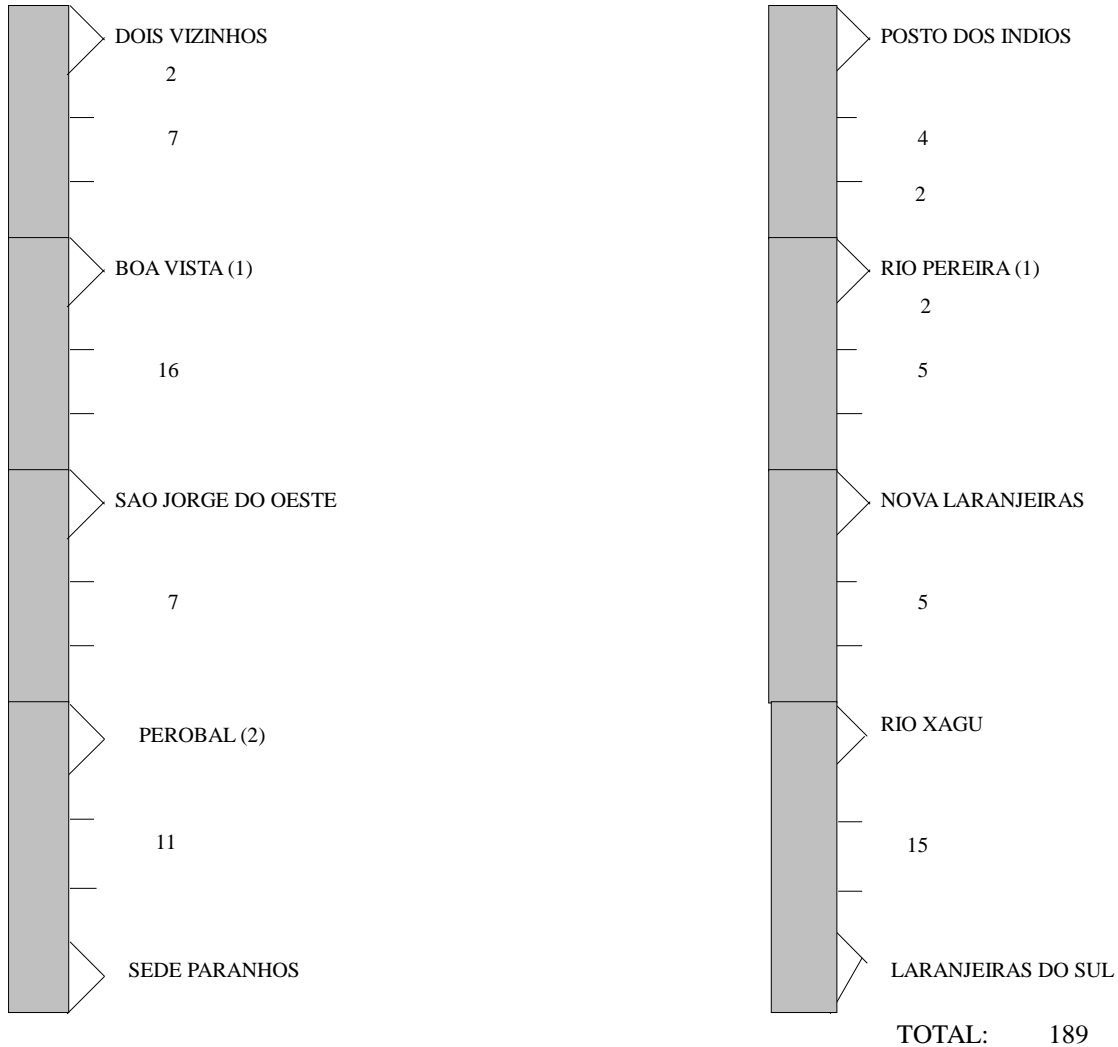 DOIS VIZINHOS
2
7
BOA VISTA (1)
16
SAO JORGE DO OESTE
7
PEROBAL (2)
11
SEDE PARANHOS
POSTO DOS INDIOS
4
2
RIO PEREIRA (1)
2
5
NOVA LARANJEIRAS
5
RIO XAGU
15
LARANJEIRAS DO SUL
TOTAL: 189